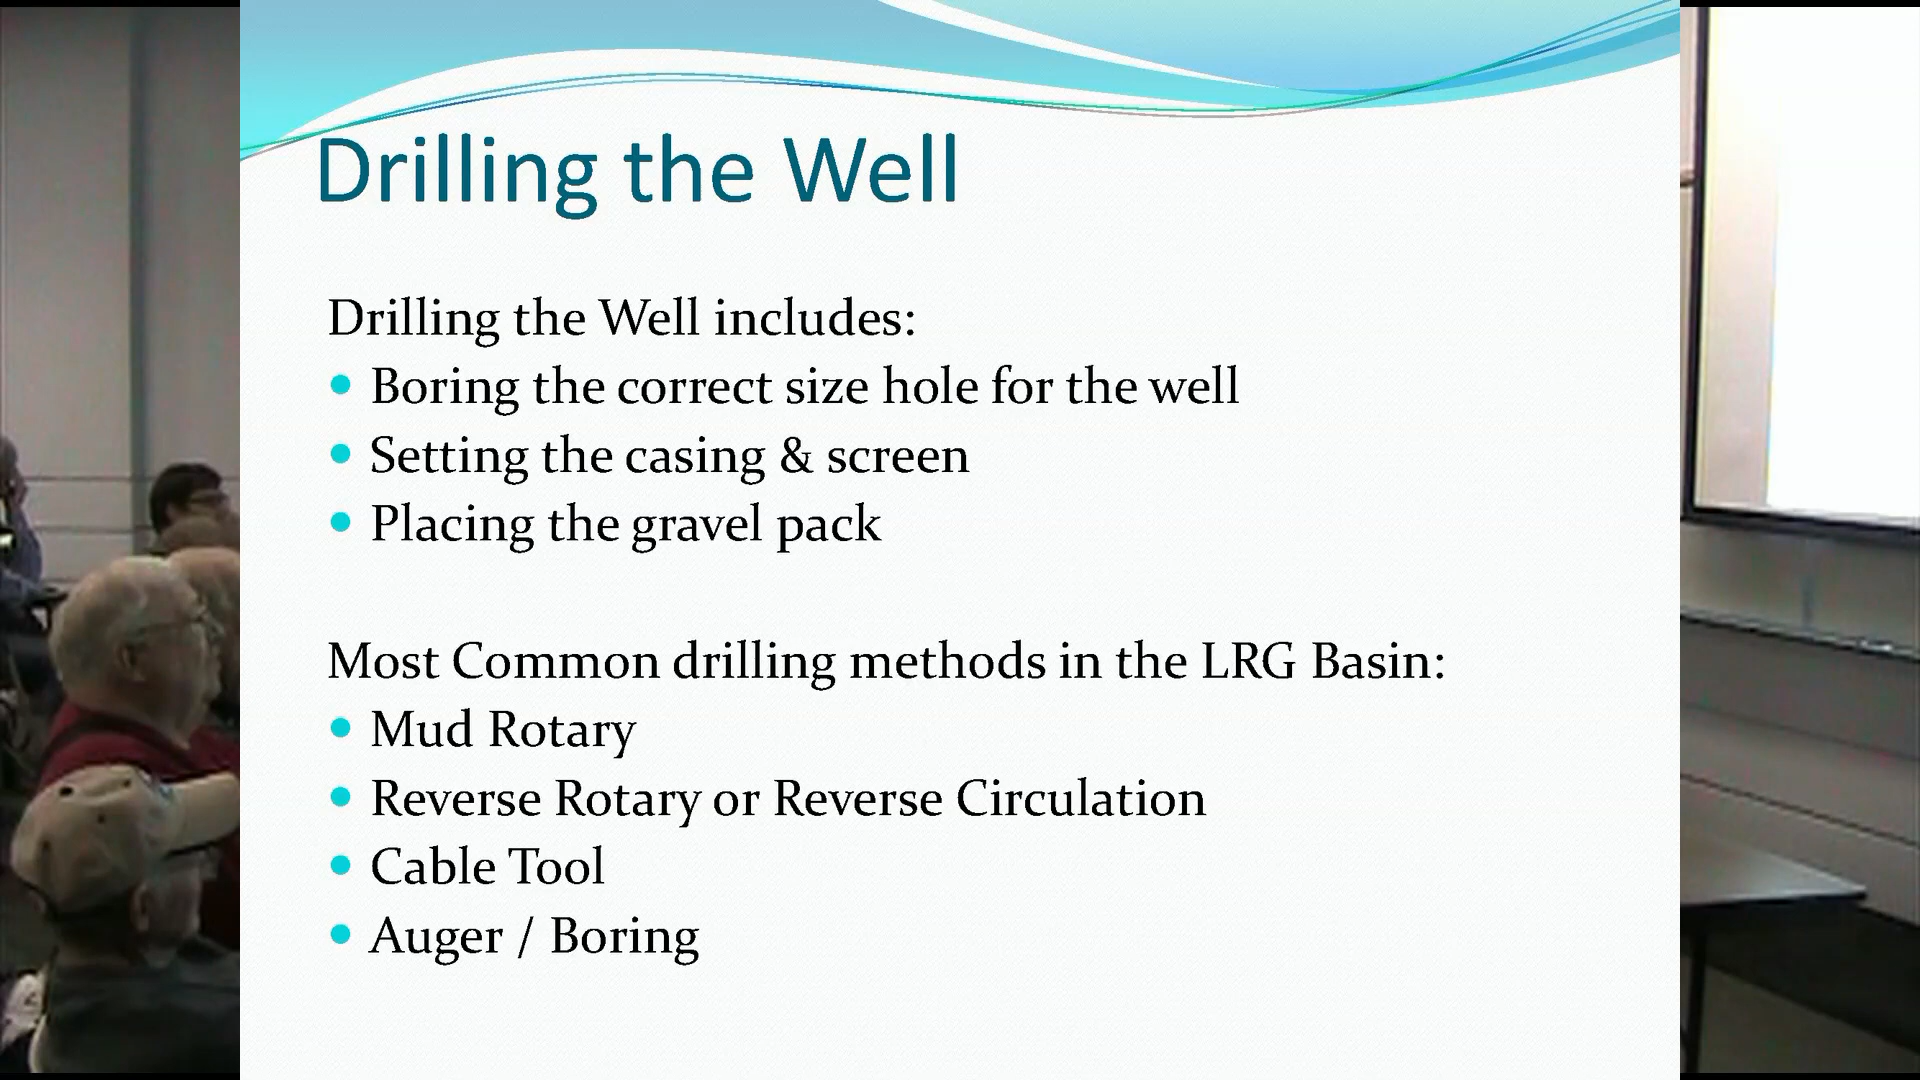 Drilling the Well
Drilling the Well includes:
• Boring the correct size hole for the well
• Setting the casing & screen
• Placing the gravel pack
Most Common drilling methods in the LRG Basin:
• Mud Rotary
• Reverse Rotary or Reverse Circulation
• Cable Tool
• Auger / Boring